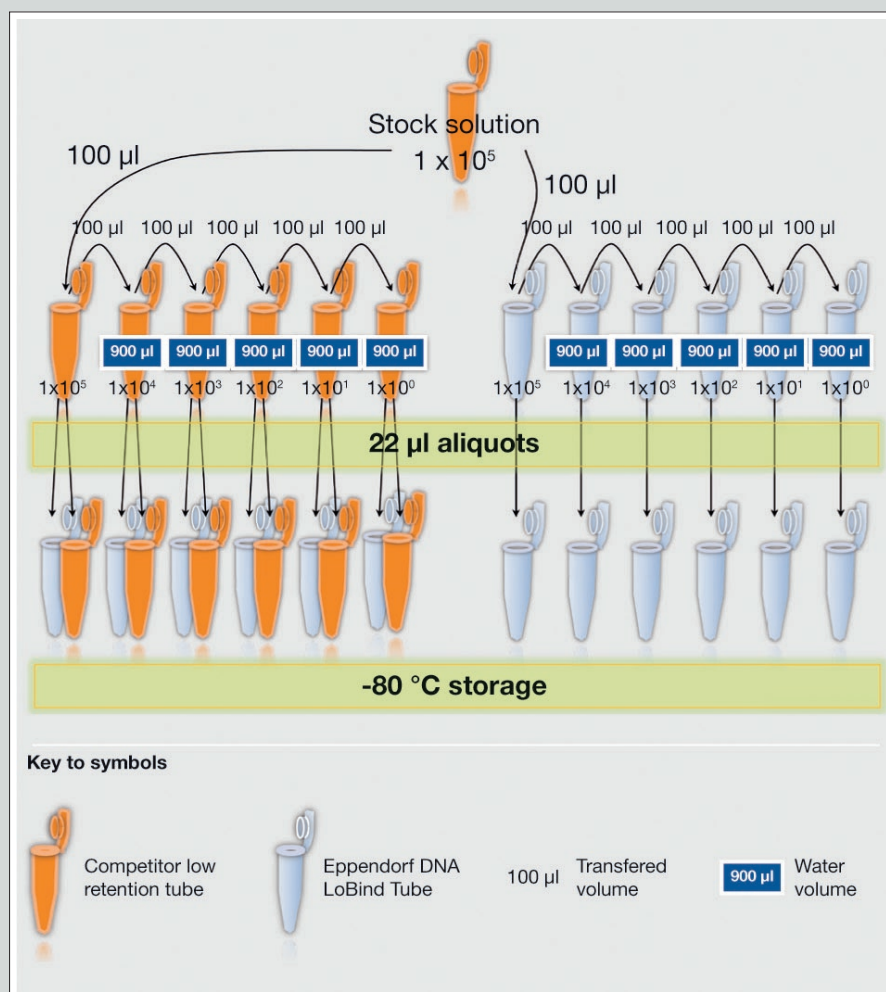 Stock solution
1 x 10⁵
100 µl
100 µl
100 µl 100 µl 100 µl 100 µl 100 µl
100 µl 100 µl 100 µl 100 µl 100 µl
900 µl 900 µl 900 µl 900 µl 900 µl
900 µl 900 µl 900 µl 900 µl 900 µl
1x10⁵ 1x10⁴ 1x10³ 1x10² 1x10¹ 1x10⁰
1x10⁵ 1x10⁴ 1x10³ 1x10² 1x10¹ 1x10⁰
22 µl aliquots
-80 °C storage
Key to symbols
Competitor low
retention tube
Eppendorf DNA
LoBind Tube
100 µl
Transfered
volume
900 µl
Water
volume